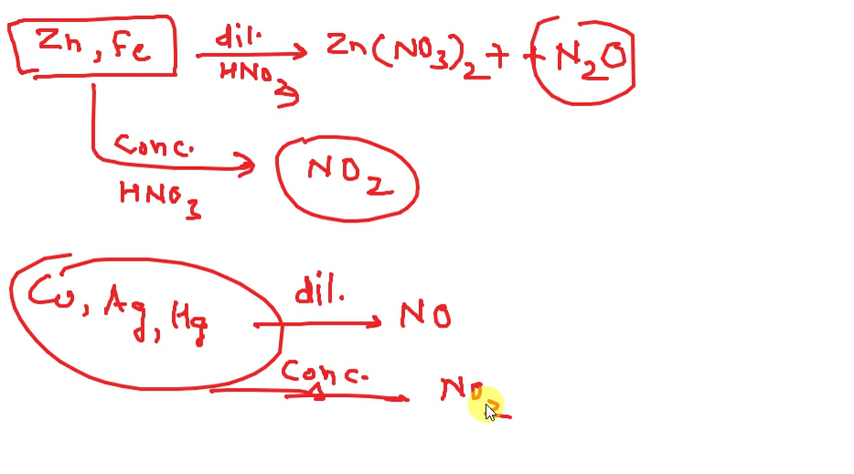 Zn, Fe dil. HNO3 Zn(NO3)2 + + N2O
Conc. HNO3 NO2
Cu, Ag, Hg dil. NO
Conc. NO2